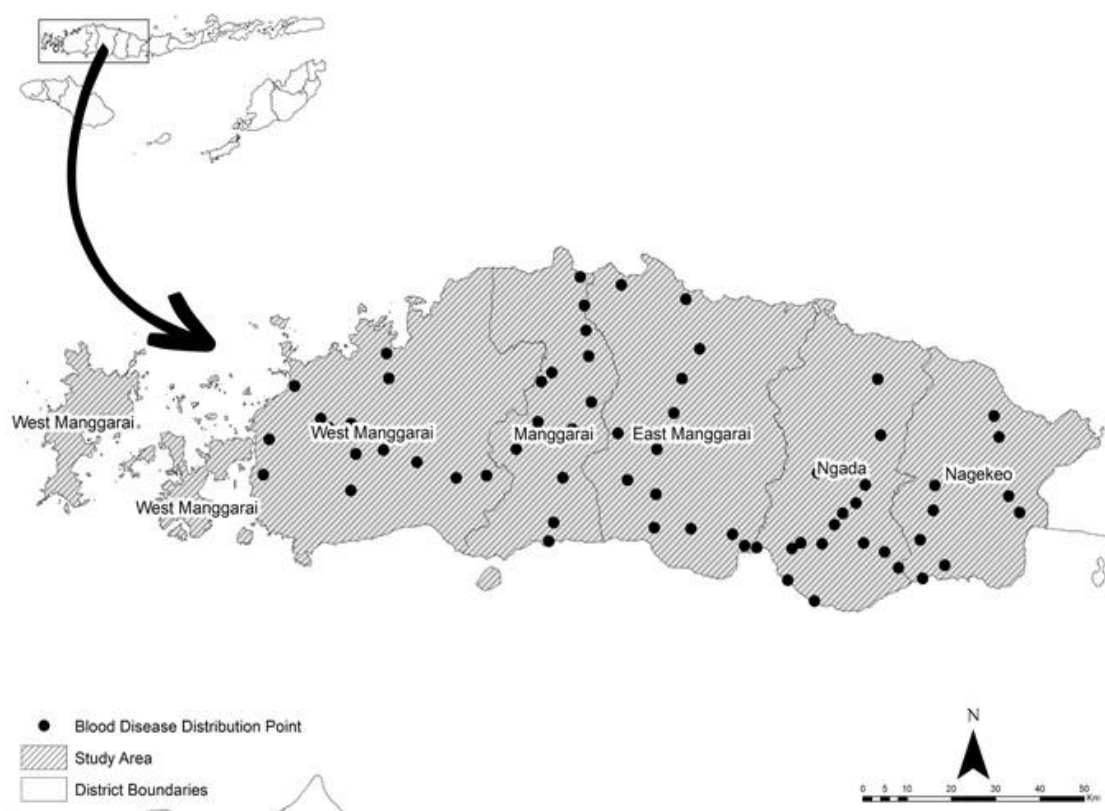 West Manggarai
West Manggarai
Manggarai
East Manggarai
Ngada
Nagekeo
West Manggarai
Blood Disease Distribution Point
Study Area
District Boundaries
N
0 5 10 20 30 40 50
Km